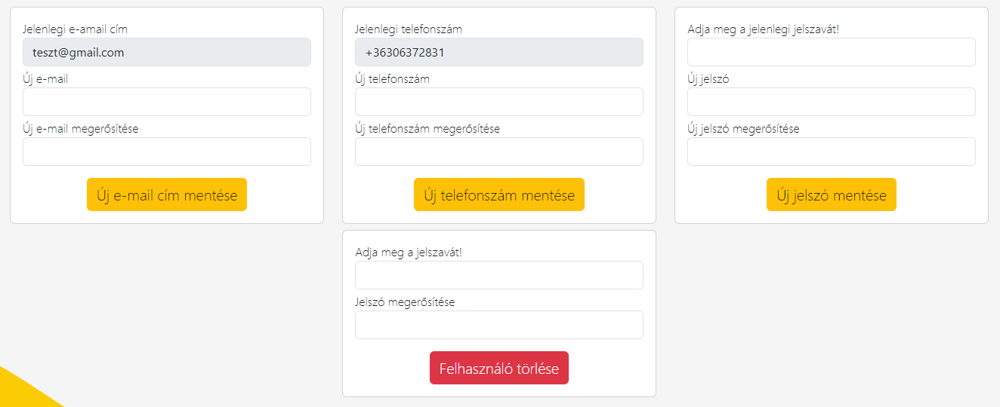 Jelenlegi e-amail cím
teszt@gmail.com
Új e-mail
Új e-mail megerősítése
Új e-mail cím mentése
Jelenlegi telefonszám
+36306372831
Új telefonszám
Új telefonszám megerősítése
Új telefonszám mentése
Adja meg a jelenlegi jelszavát!
Új jelszó
Új jelszó megerősítése
Új jelszó mentése
Adja meg a jelszavát!
Jelszó megerősítése
Felhasználó törlése